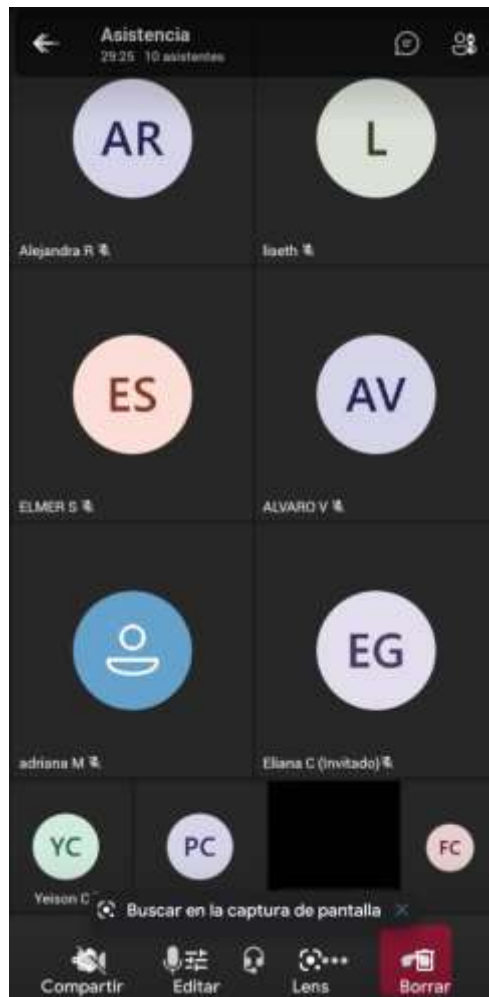 Asistencia
29:25 10 asistentes
AR
L
Alejandra R
liseth
ES
AV
ELMER S
ALVARO V
EG
adriana M
Eliana C (Invitado)
YC
PC
FC
Yeison C
Buscar en la captura de pantalla
Compartir
Editar
Lens
Borrar